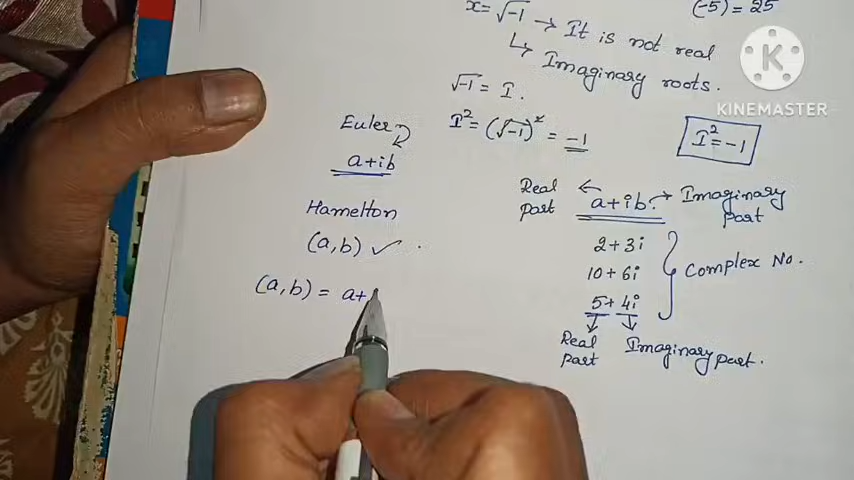 x = √-1 → It is not real
(-5) = 25
↳ Imaginary roots.
√-1 = I.
I² = (√-1)² = -1
I² = -1
Euler
a+ib
Hamelton
(a,b) ✓ .
(a,b) = a+
Real part ← a+ib. → Imaginary part
2+3i
10+6i
5+4i
Complex No.
Real part
Imaginary part.
K
KINEMASTER